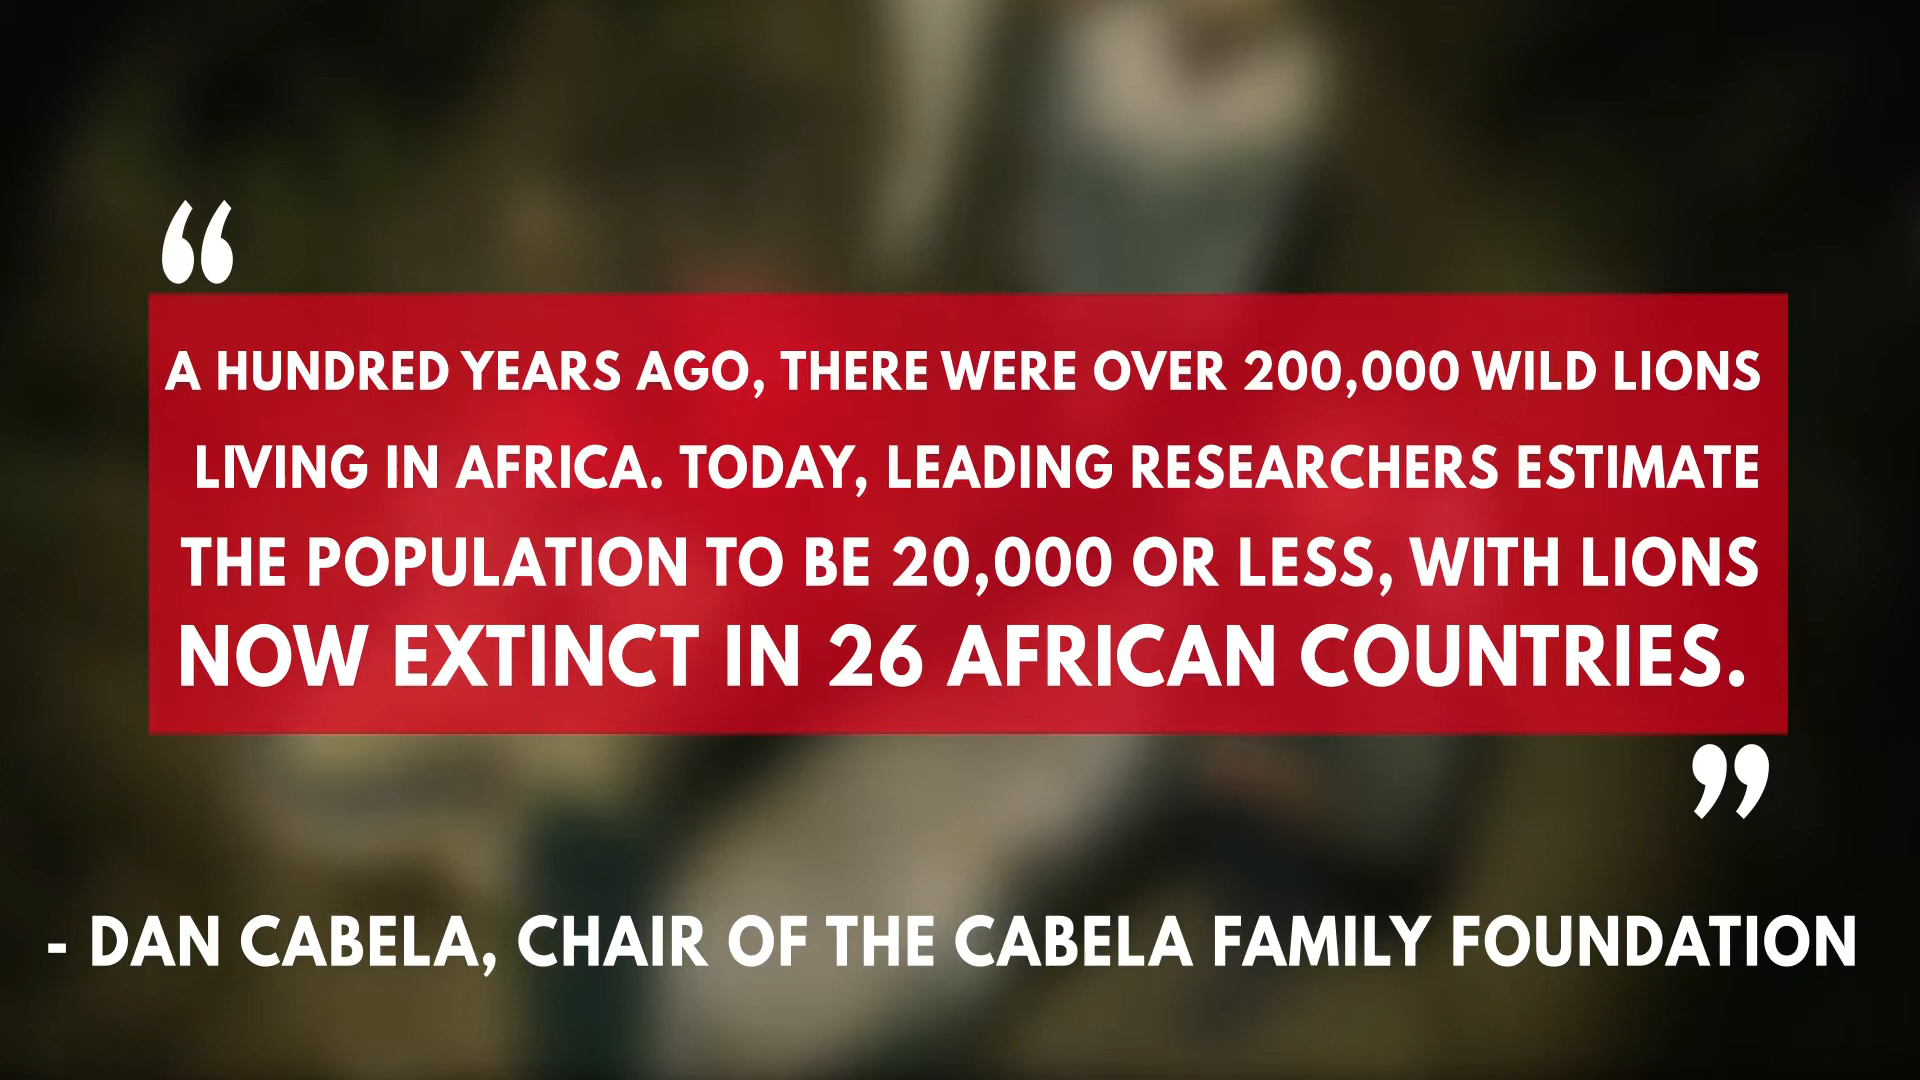 “
A HUNDRED YEARS AGO, THERE WERE OVER 200,000 WILD LIONS
LIVING IN AFRICA. TODAY, LEADING RESEARCHERS ESTIMATE
THE POPULATION TO BE 20,000 OR LESS, WITH LIONS
NOW EXTINCT IN 26 AFRICAN COUNTRIES.
”
- DAN CABELA, CHAIR OF THE CABELA FAMILY FOUNDATION